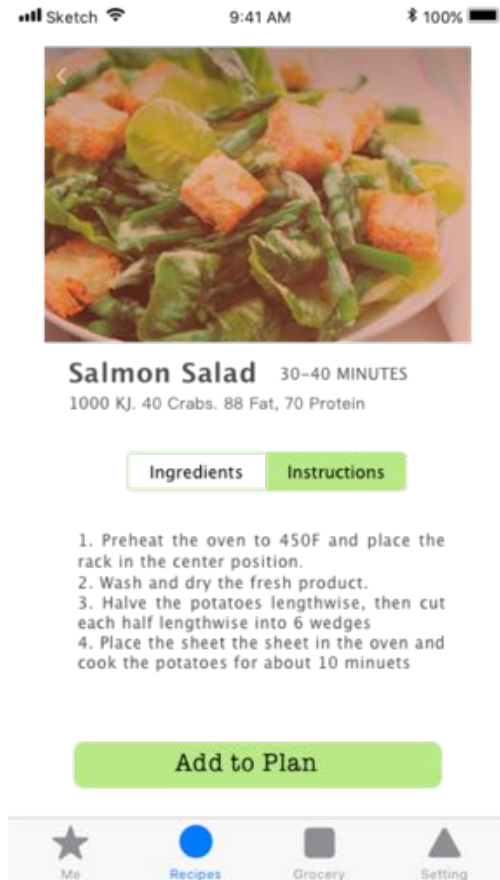 Sketch 9:41 AM 100%
Salmon Salad 30-40 MINUTES
1000 KJ. 40 Crabs. 88 Fat, 70 Protein
Ingredients Instructions
1. Preheat the oven to 450F and place the
rack in the center position.
2. Wash and dry the fresh product.
3. Halve the potatoes lengthwise, then cut
each half lengthwise into 6 wedges
4. Place the sheet the sheet in the oven and
cook the potatoes for about 10 minuets
Add to Plan
Me Recipes Grocery Setting